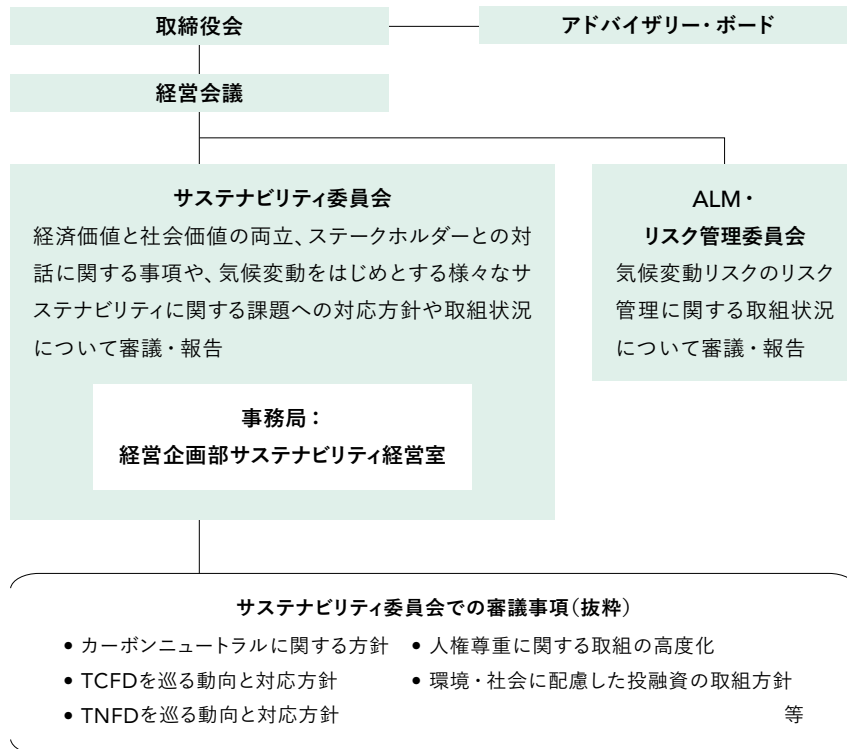 取締役会
アドバイザリー・ボード
経営会議
サステナビリティ委員会
経済価値と社会価値の両立、ステークホルダーとの対
話に関する事項や、気候変動をはじめとする様々なサ
ステナビリティに関する課題への対応方針や取組状況
について審議・報告
事務局：
経営企画部サステナビリティ経営室
ALM・
リスク管理委員会
気候変動リスクのリスク
管理に関する取組状況
について審議・報告
サステナビリティ委員会での審議事項（抜粋）
• カーボンニュートラルに関する方針
• TCFDを巡る動向と対応方針
• TNFDを巡る動向と対応方針
• 人権尊重に関する取組の高度化
• 環境・社会に配慮した投融資の取組方針
等